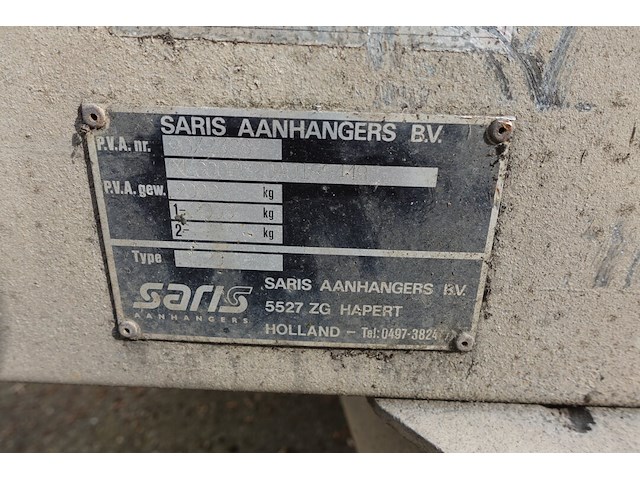 SARIS AANHANGERS B.V.
P.V.A. nr.
P.V.A. gew. kg
1- kg
2- kg
Type
saris
AANHANGERS
SARIS AANHANGERS B.V.
5527 ZG HAPERT
HOLLAND - Tel: 0497-3824